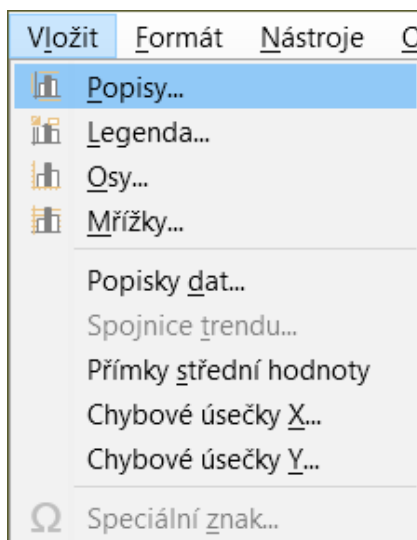 Vložit Formát Nástroje
Popisy...
Legenda...
Osy...
Mřížky...
Popisky dat...
Spojnice trendu...
Přímky střední hodnoty
Chybové úsečky X...
Chybové úsečky Y...
Ω Speciální znak...